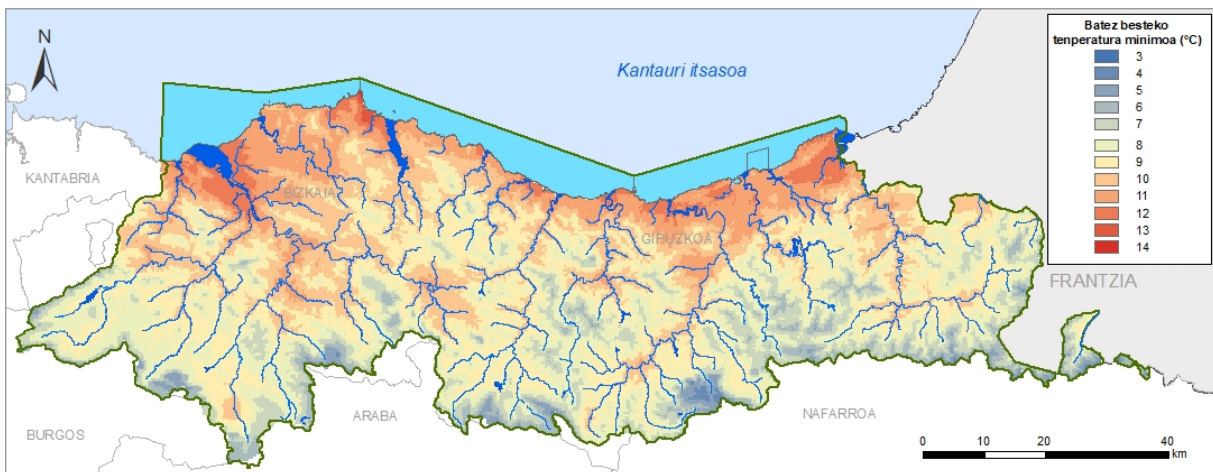 N
Kantauri itsasoa
Batez besteko
tenperatura minimoa (°C)
3
4
5
6
7
8
9
10
11
12
13
14
KANTABRIA
BIZKAIA
GIPUZKOA
FRANTZIA
ARABA
NAFARROA
BURGOS
0 10 20 40
km